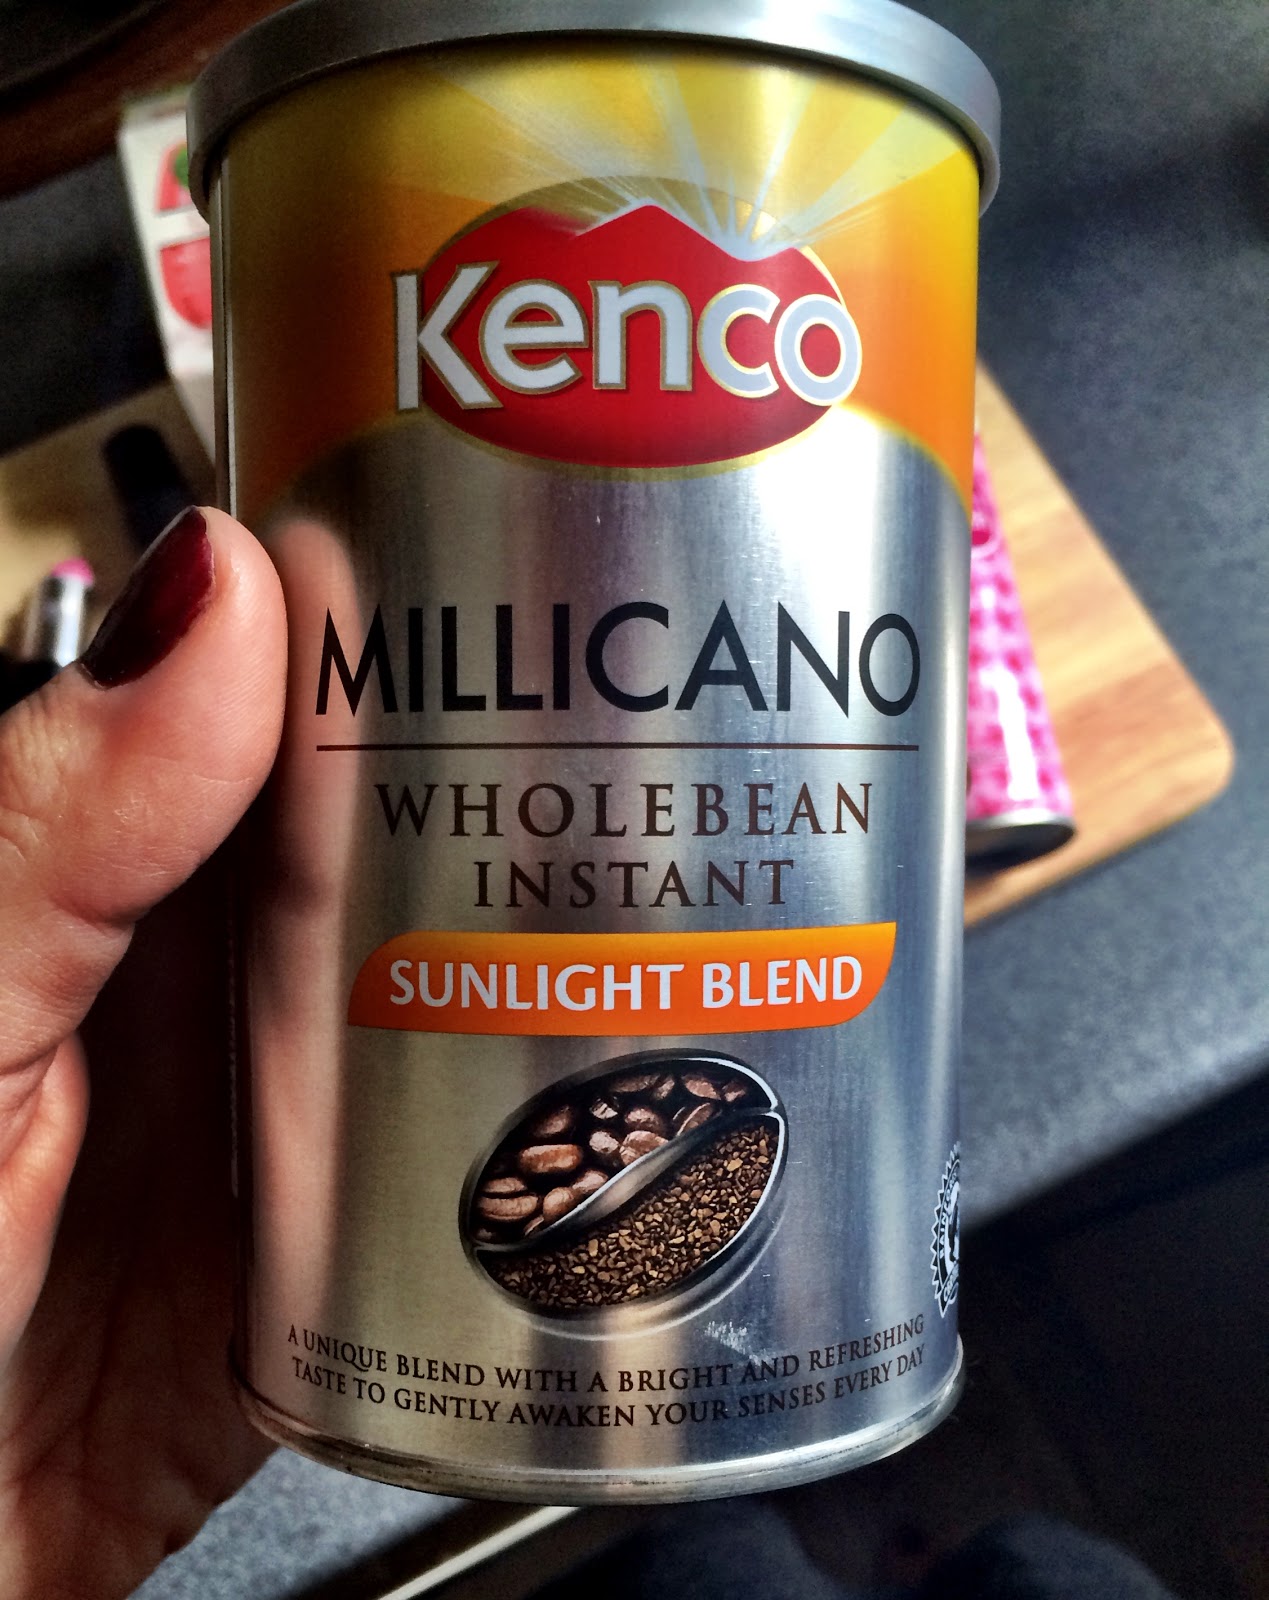 Kenco
MILLICANO
WHOLEBEAN
INSTANT
SUNLIGHT BLEND
A UNIQUE BLEND WITH A BRIGHT AND REFRESHING
TASTE TO GENTLY AWAKEN YOUR SENSES EVERY DAY